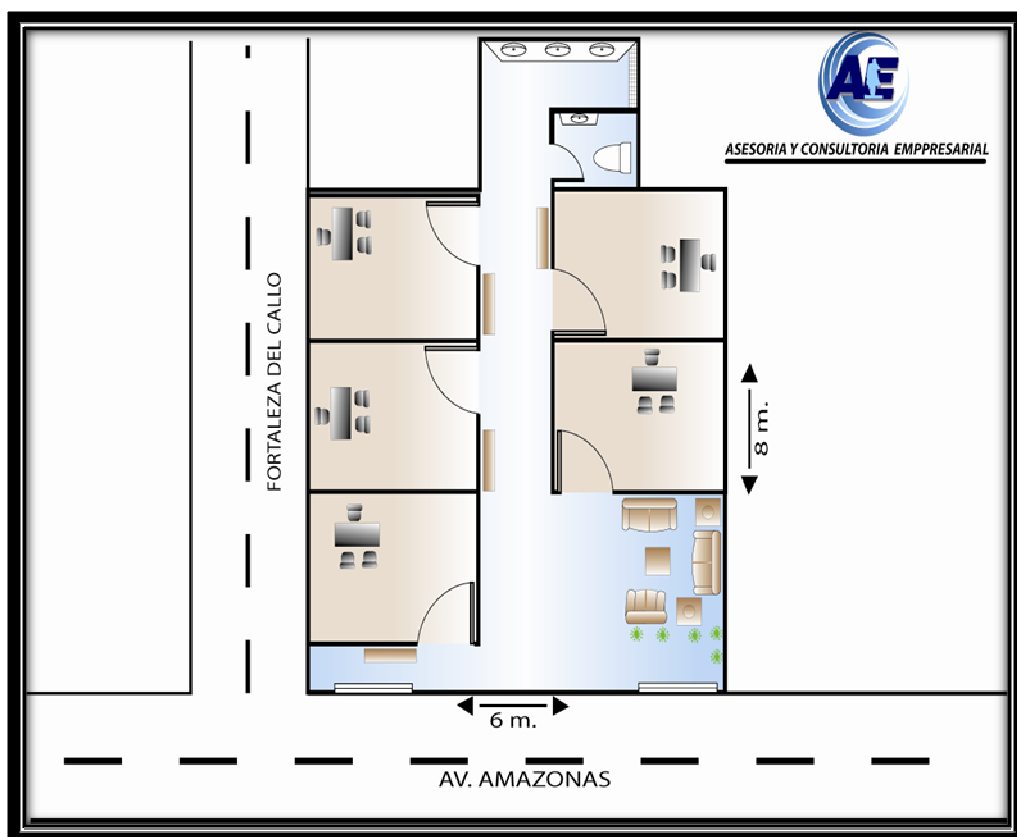 AE
ASESORIA Y CONSULTORIA EMPPRESARIAL
FORTALEZA DEL CALLO
8 m.
6 m.
AV. AMAZONAS